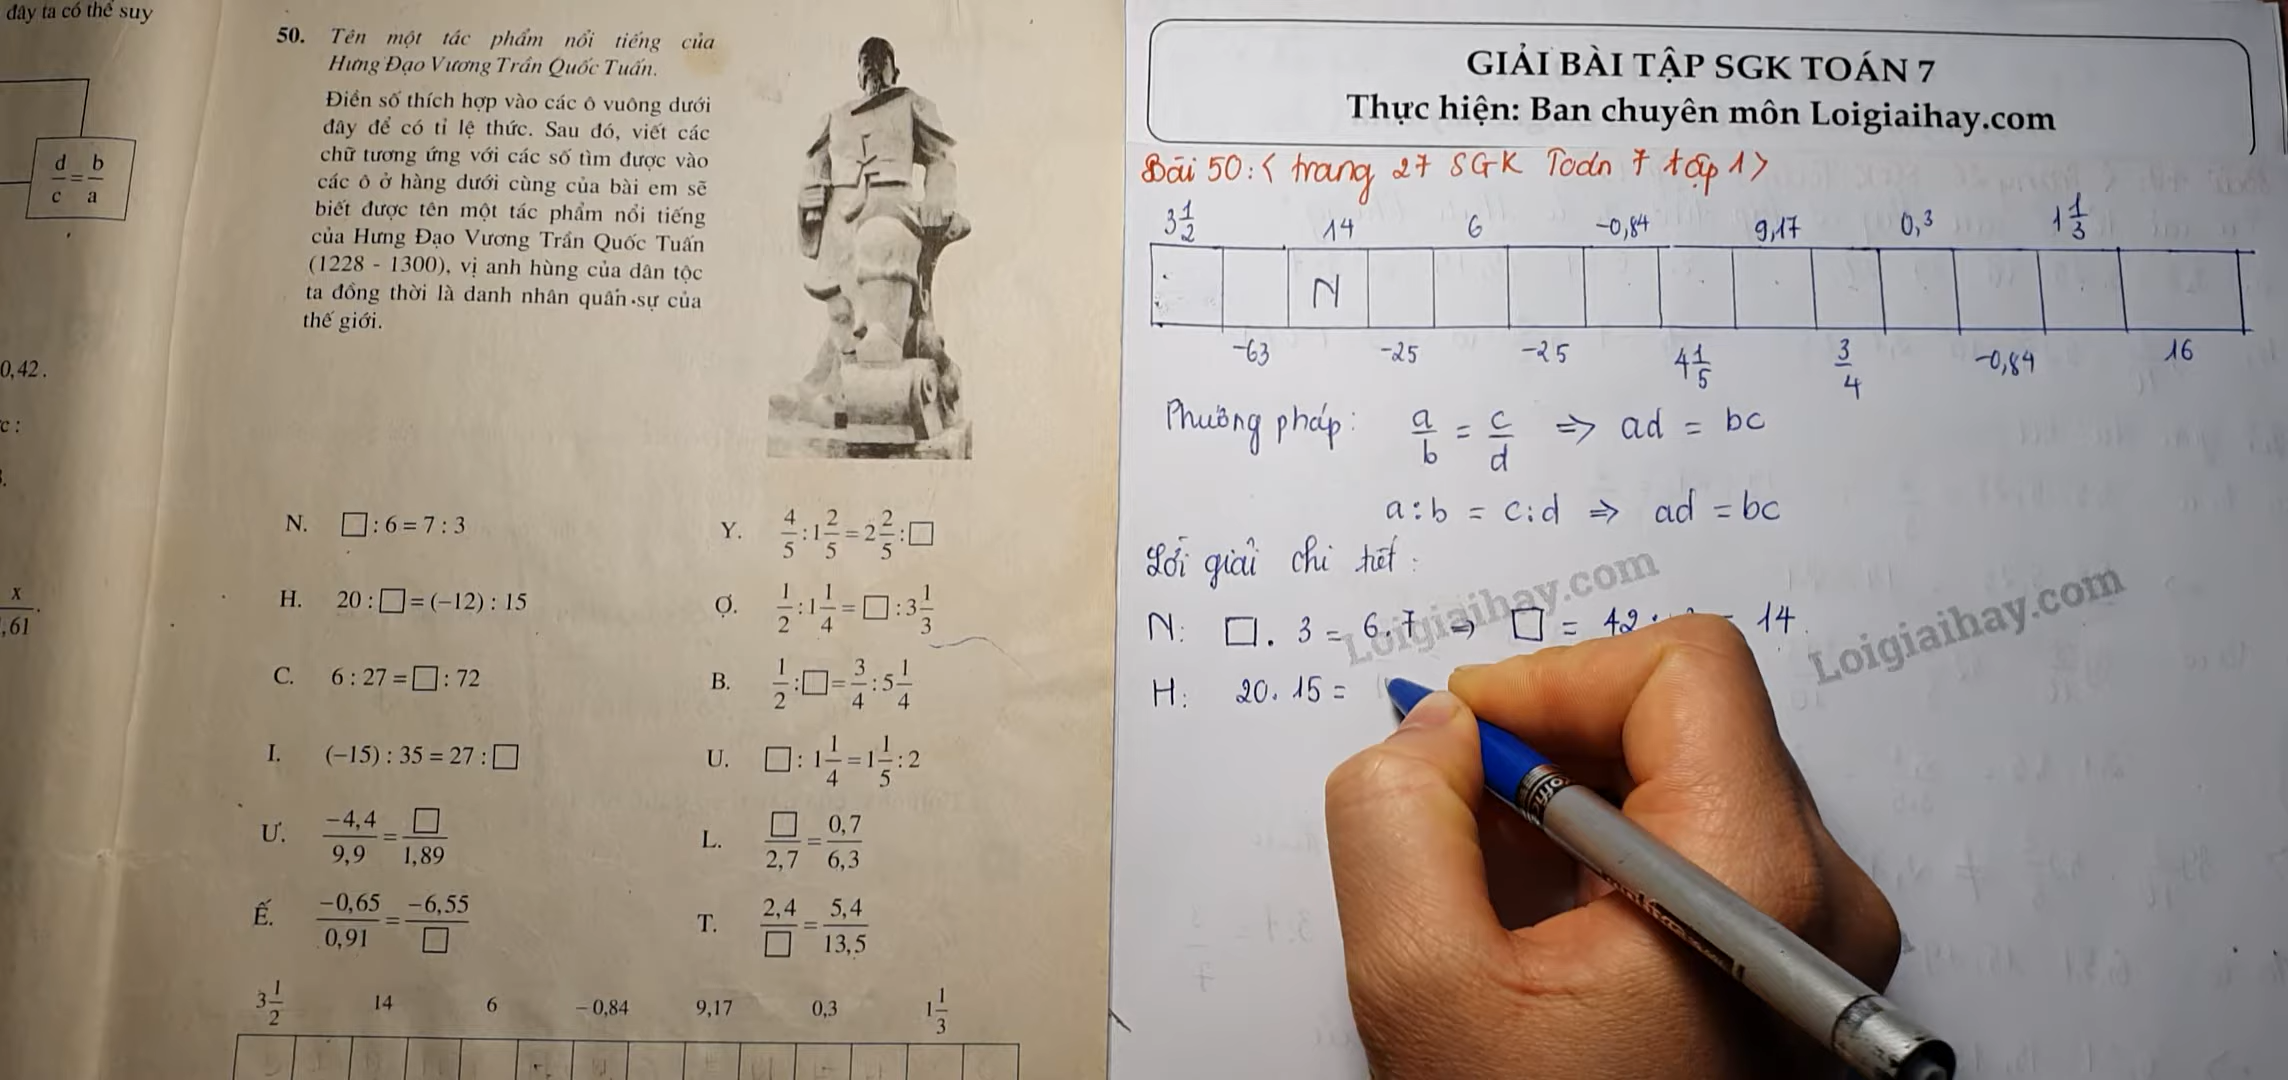 đây ta có thể suy
d/c = b/a
0,42.
c :
x/,61.
50. Tên một tác phẩm nổi tiếng của
Hưng Đạo Vương Trần Quốc Tuấn.
Điền số thích hợp vào các ô vuông dưới
đây để có tỉ lệ thức. Sau đó, viết các
chữ tương ứng với các số tìm được vào
các ô ở hàng dưới cùng của bài em sẽ
biết được tên một tác phẩm nổi tiếng
của Hưng Đạo Vương Trần Quốc Tuấn
(1228 - 1300), vị anh hùng của dân tộc
ta đồng thời là danh nhân quân sự của
thế giới.
N. □ : 6 = 7 : 3
Y. 4/5 : 1 2/5 = 2 2/5 : □
H. 20 : □ = (−12) : 15
Ợ. 1/2 : 1 1/4 = □ : 3 1/3
C. 6 : 27 = □ : 72
B. 1/2 : □ = 3/4 : 5 1/4
I. (−15) : 35 = 27 : □
U. □ : 1 1/4 = 1 1/5 : 2
Ư. −4,4/9,9 = □/1,89
L. □/2,7 = 0,7/6,3
Ế. −0,65/0,91 = −6,55/□
T. 2,4/□ = 5,4/13,5
3 1/2 14 6 −0,84 9,17 0,3 1 1/3
GIẢI BÀI TẬP SGK TOÁN 7
Thực hiện: Ban chuyên môn Loigiaihay.com
Bài 50: < trang 27 SGK Toán 7 tập 1>
3 1/2 14 6 -0,84 9,17 0,3 1 1/3
N
-63 -25 -25 4 1/5 3/4 -0,84 16
Phương pháp: a/b = c/d => ad = bc
a:b = c:d => ad = bc
Lời giải chi tiết:
N: □. 3 = 6.7 => □ = 42: = 14.
H: 20. 15 =
Loigiaihay.com
Loigiaihay.com